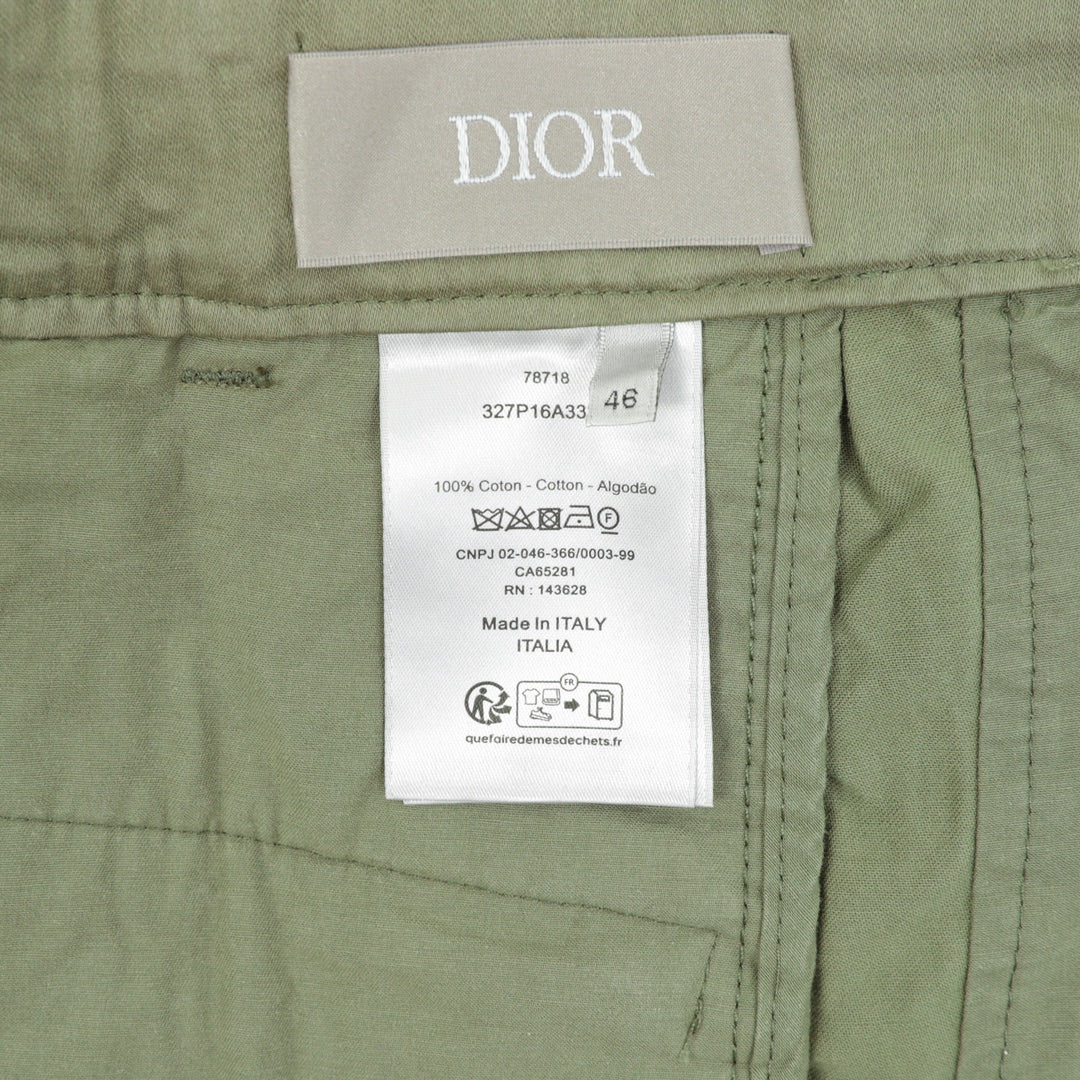 DIOR
78718
327P16A33
46
100% Coton - Cotton - Algodão
F
CNPJ 02-046-366/0003-99
CA65281
RN : 143628
Made In ITALY
ITALIA
FR
quefairedemesdechets.fr